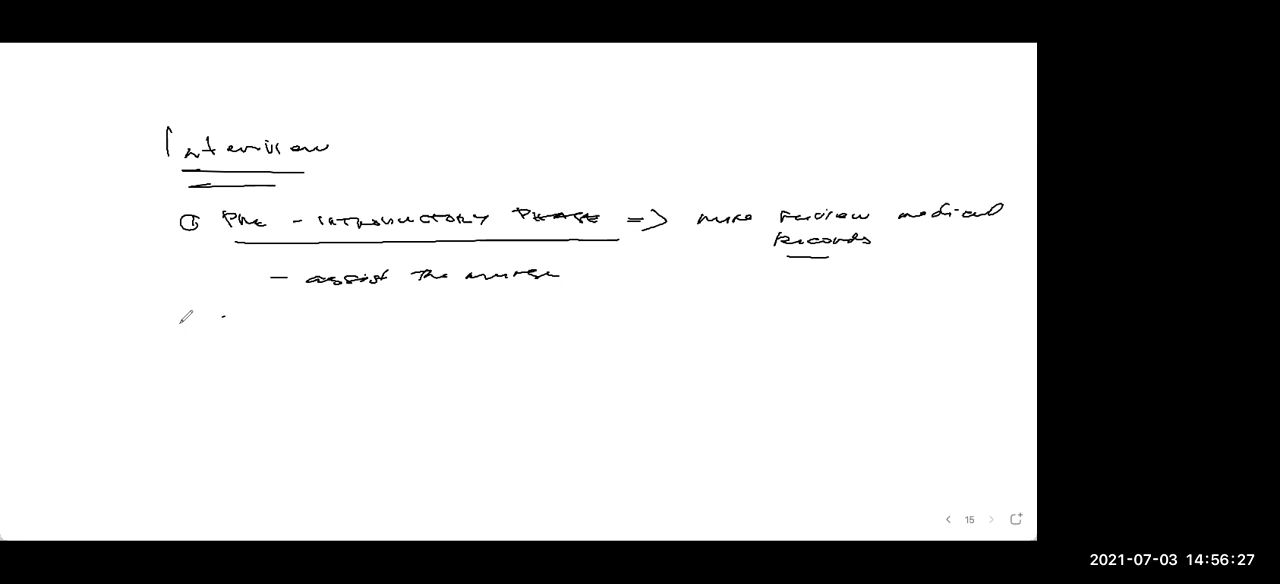 Interview
① PRE - INTRODUCTORY PHASE => nurse review medical
records
- assist the nurse
15
2021-07-03 14:56:27